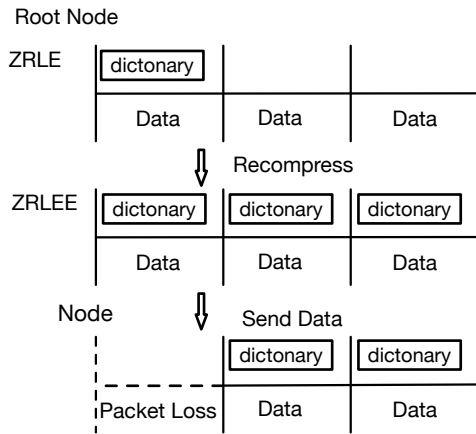 Root Node
ZRLE
dictonary
Data Data Data
Recompress
ZRLEE
dictonary dictonary dictonary
Data Data Data
Node
Send Data
dictonary dictonary
Packet Loss Data Data